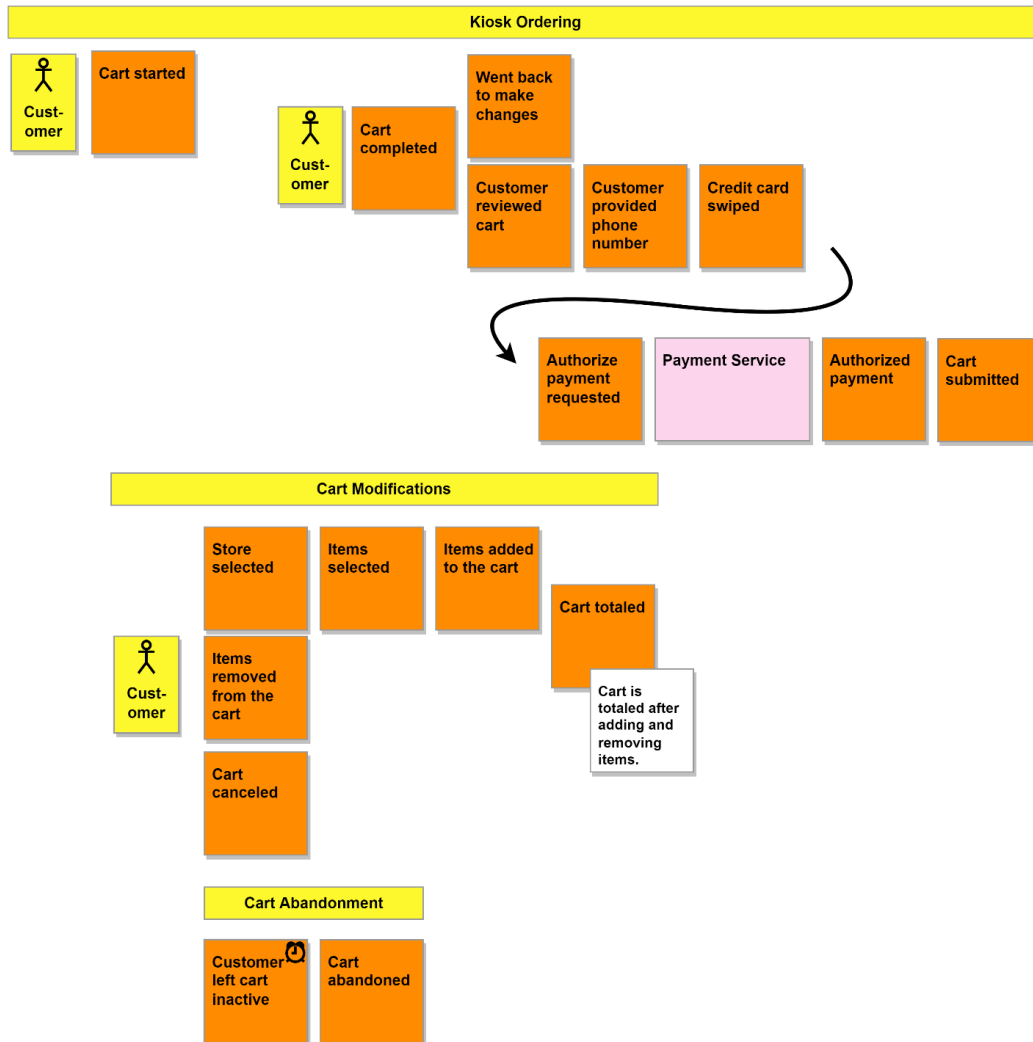 Kiosk Ordering
Cust-
omer
Cart started
Cust-
omer
Cart
completed
Went back
to make
changes
Customer
reviewed
cart
Customer
provided
phone
number
Credit card
swiped
Authorize
payment
requested
Payment Service
Authorized
payment
Cart
submitted
Cart Modifications
Cust-
omer
Store
selected
Items
selected
Items added
to the cart
Cart totaled
Cart is
totaled after
adding and
removing
items.
Items
removed
from the
cart
Cart
canceled
Cart Abandonment
Customer
left cart
inactive
Cart
abandoned